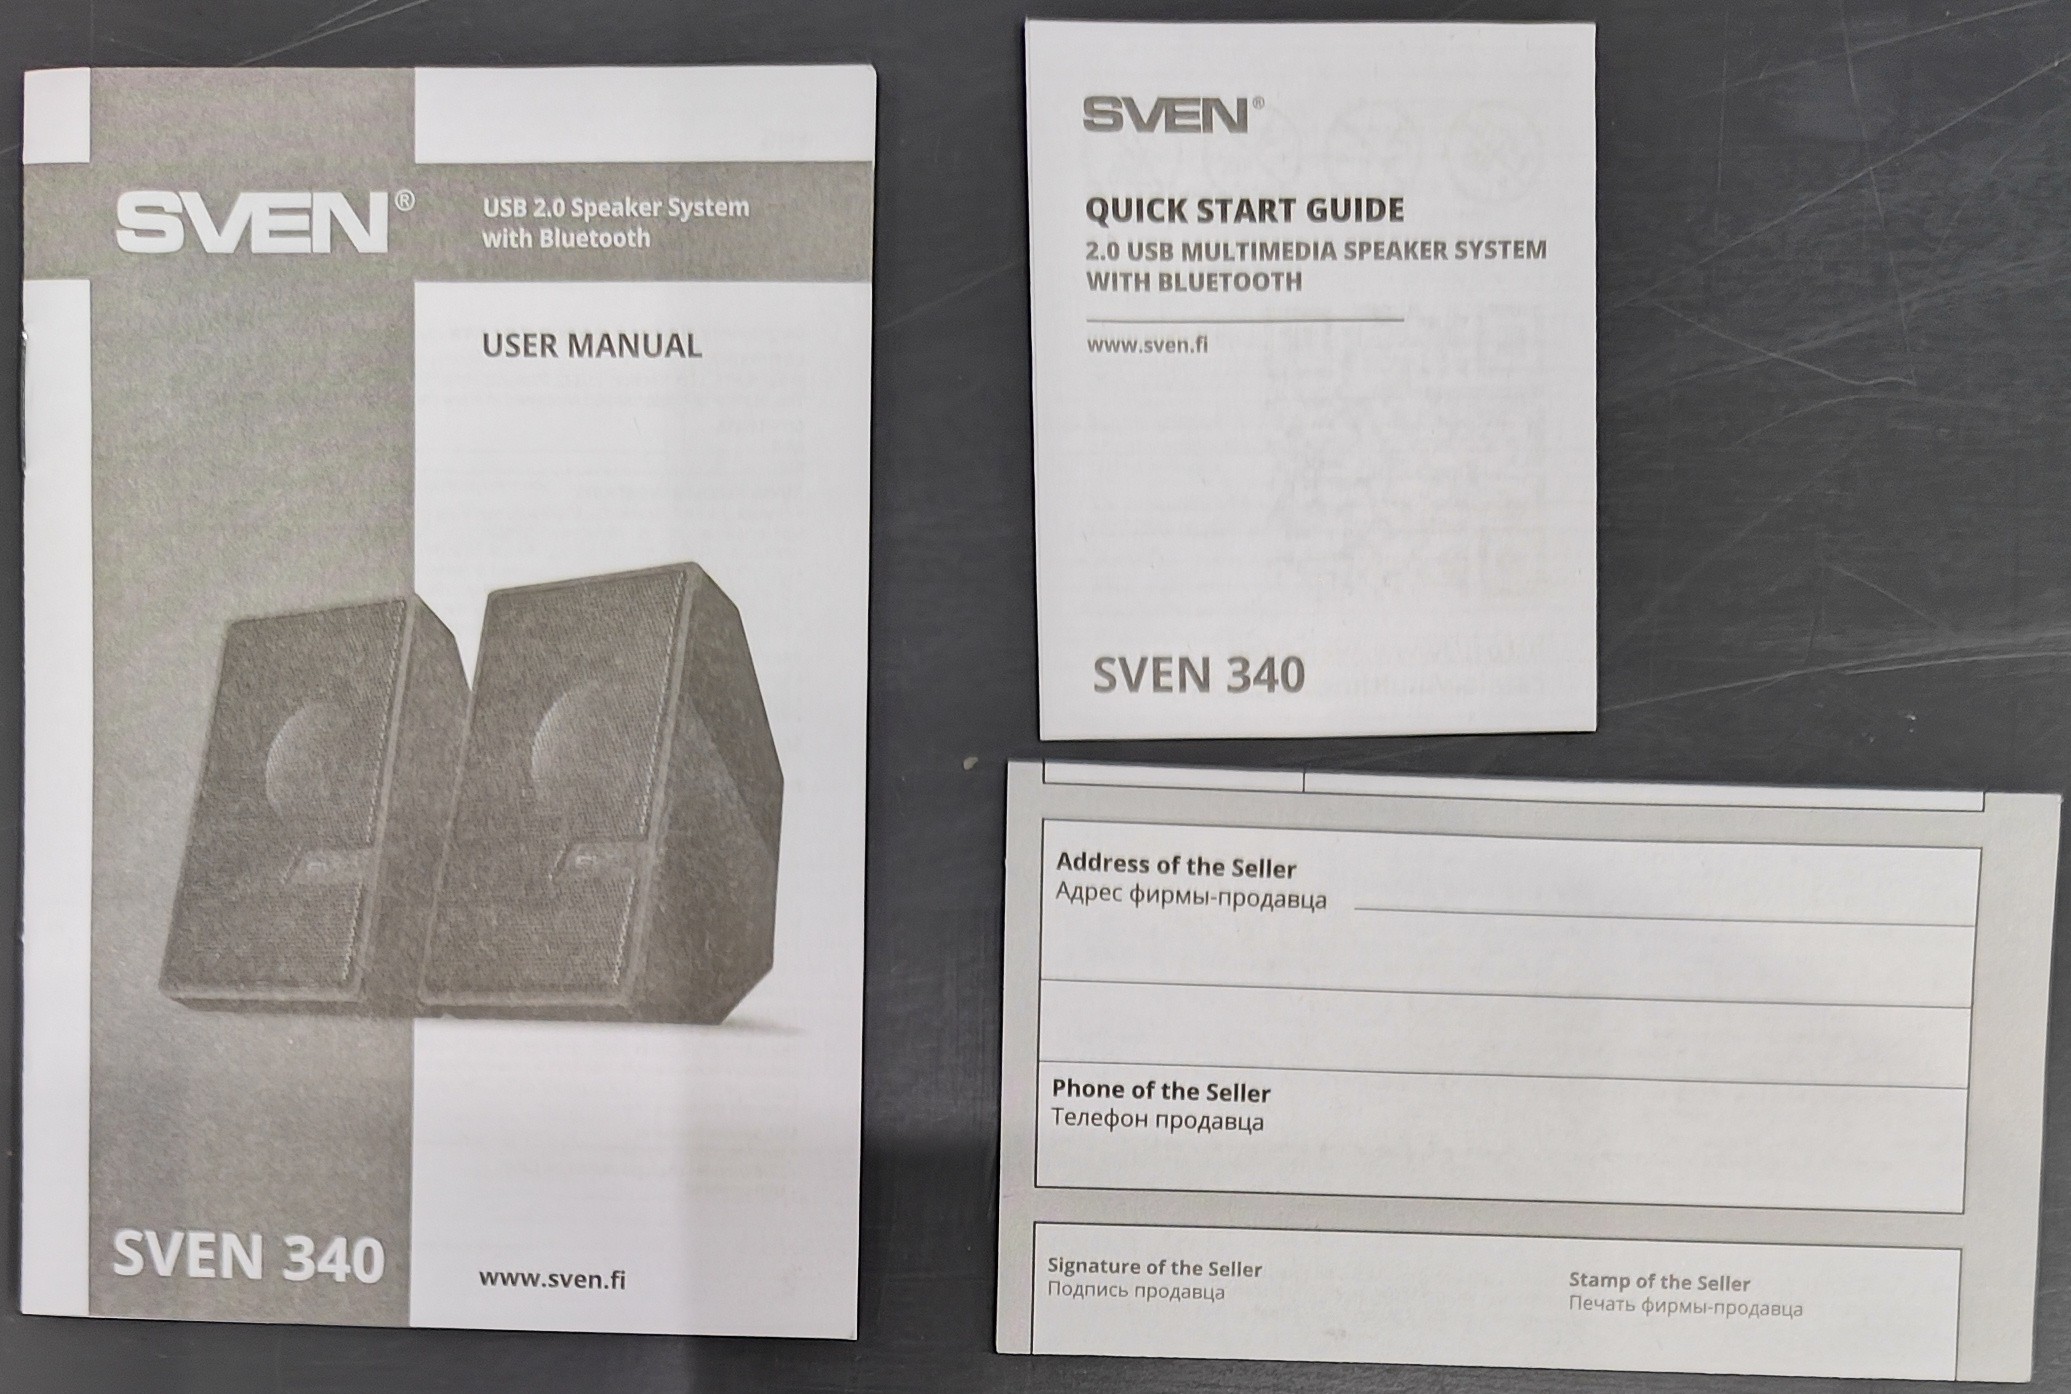 SVEN®
USB 2.0 Speaker System
with Bluetooth
USER MANUAL
SVEN 340
www.sven.fi
SVEN®
QUICK START GUIDE
2.0 USB MULTIMEDIA SPEAKER SYSTEM
WITH BLUETOOTH
www.sven.fi
SVEN 340
Address of the Seller
Адрес фирмы-продавца
Phone of the Seller
Телефон продавца
Signature of the Seller
Подпись продавца
Stamp of the Seller
Печать фирмы-продавца